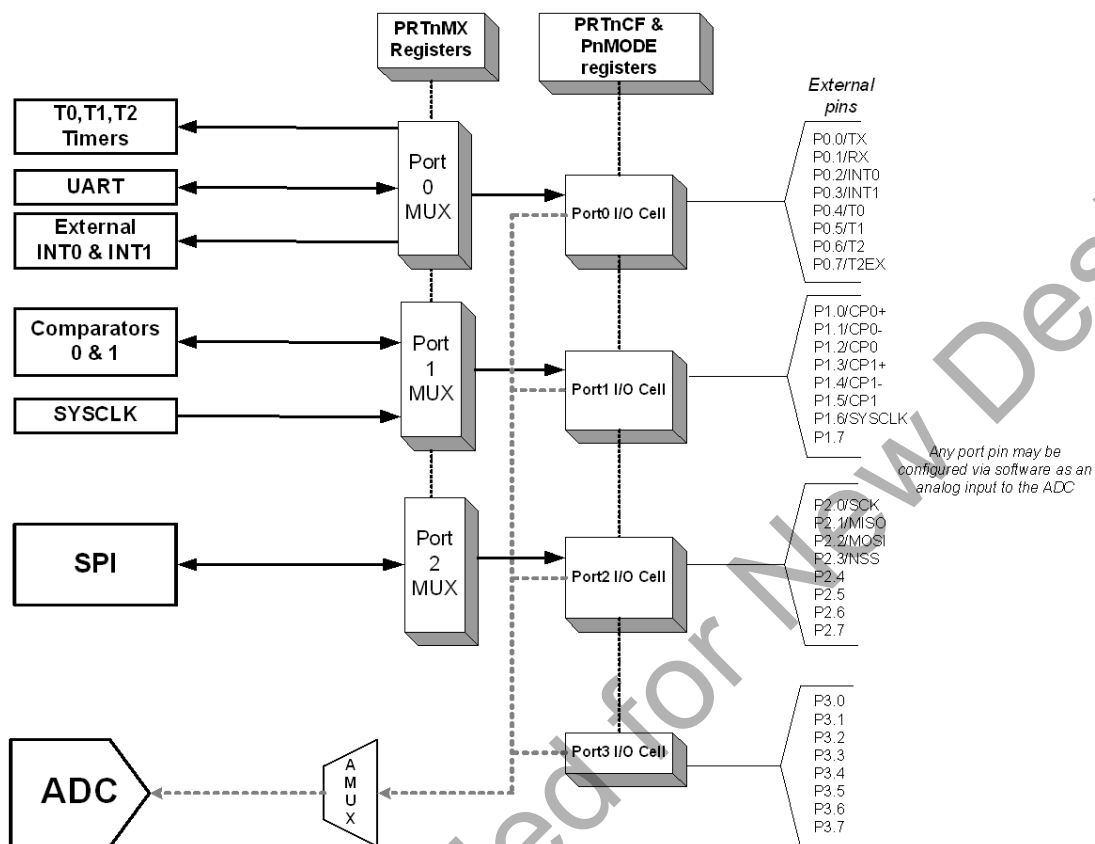 PRTnMX
Registers
PRTnCF &
PnMODE
registers
External
pins
T0,T1,T2
Timers
UART
External
INT0 & INT1
Port
0
MUX
Port0 I/O Cell
P0.0/TX
P0.1/RX
P0.2/INT0
P0.3/INT1
P0.4/T0
P0.5/T1
P0.6/T2
P0.7/T2EX
Comparators
0 & 1
SYSCLK
Port
1
MUX
Port1 I/O Cell
P1.0/CP0+
P1.1/CP0-
P1.2/CP0
P1.3/CP1+
P1.4/CP1-
P1.5/CP1
P1.6/SYSCLK
P1.7
Any port pin may be
configured via software as an
analog input to the ADC
SPI
Port
2
MUX
Port2 I/O Cell
P2.0/SCK
P2.1/MISO
P2.2/MOSI
P2.3/NSS
P2.4
P2.5
P2.6
P2.7
ADC
A
M
U
X
Port3 I/O Cell
P3.0
P3.1
P3.2
P3.3
P3.4
P3.5
P3.6
P3.7
for New